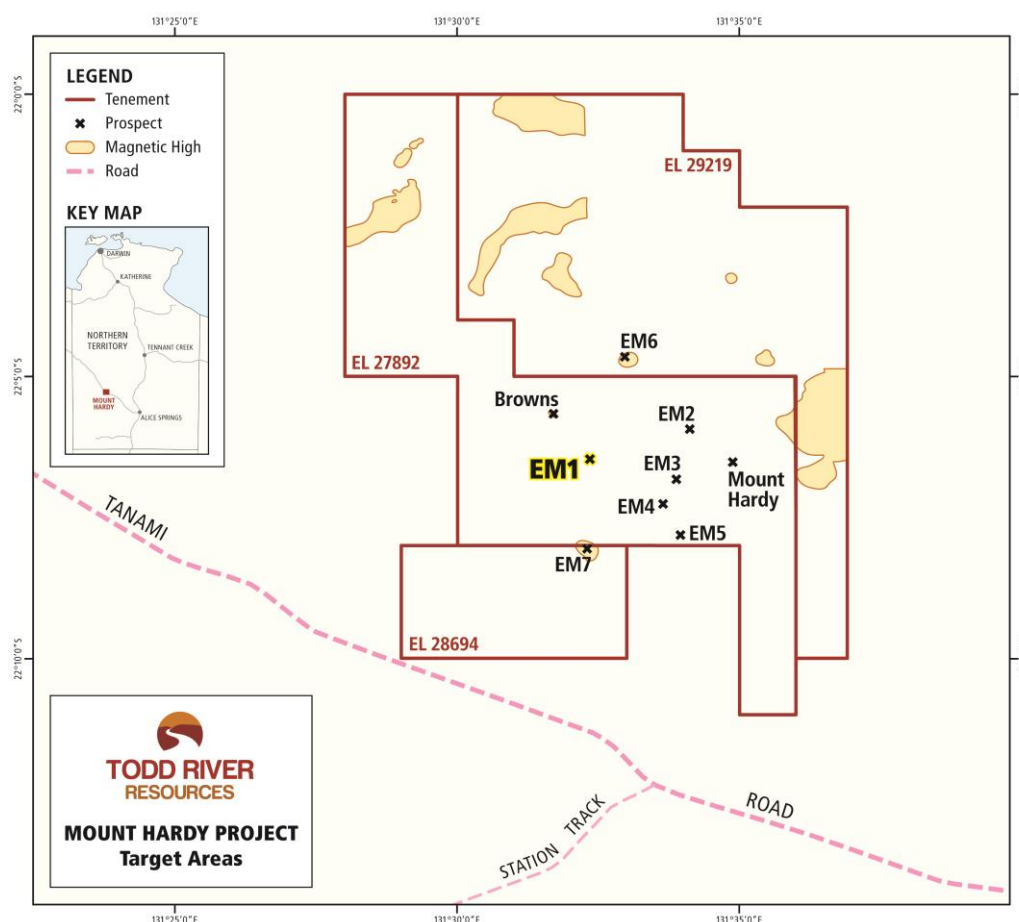 131°25'0"E
131°30'0"E
131°35'0"E
22°0'0"S
22°5'0"S
22°10'0"S
LEGEND
Tenement
Prospect
Magnetic High
Road
KEY MAP
DARWIN
KATHERINE
NORTHERN
TERRITORY
TENNANT CREEK
MOUNT
HARDY
ALICE SPRINGS
EL 29219
EL 27892
EM6
Browns
EM2
EM1
EM3
Mount
Hardy
EM4
EM5
EM7
EL 28694
TANAMI
ROAD
STATION TRACK
TODD RIVER
RESOURCES
MOUNT HARDY PROJECT
Target Areas
131°25'0"E
131°30'0"E
131°35'0"E